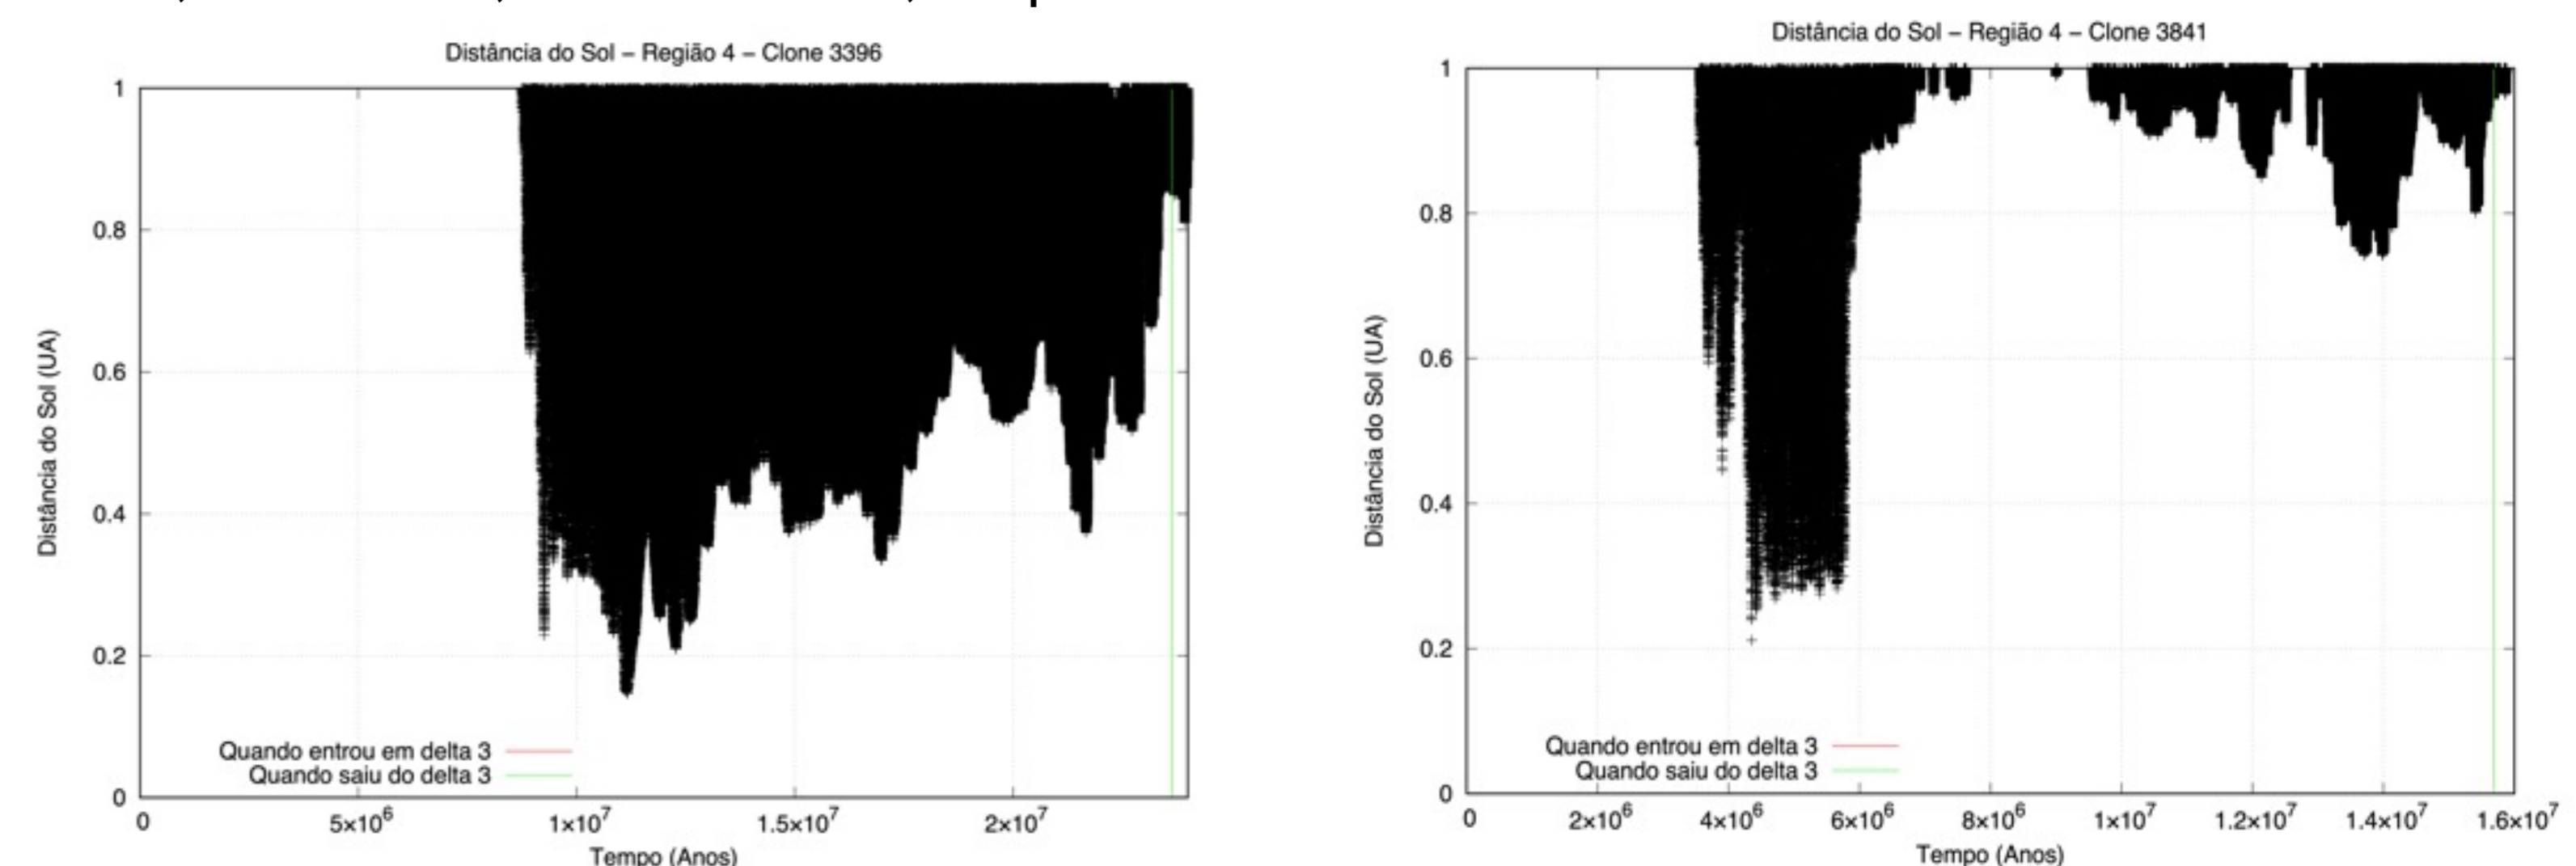 Distância do Sol – Região 4 – Clone 3396
1
0.8
0.6
0.4
0.2
0
Distância do Sol (UA)
Quando entrou em delta 3
Quando saiu do delta 3
0 5x10⁶ 1x10⁷ 1.5x10⁷ 2x10⁷
Tempo (Anos)
Distância do Sol – Região 4 – Clone 3841
1
0.8
0.6
0.4
0.2
0
Distância do Sol (UA)
Quando entrou em delta 3
Quando saiu do delta 3
0 2x10⁶ 4x10⁶ 6x10⁶ 8x10⁶ 1x10⁷ 1.2x10⁷ 1.4x10⁷ 1.6x10⁷
Tempo (Anos)